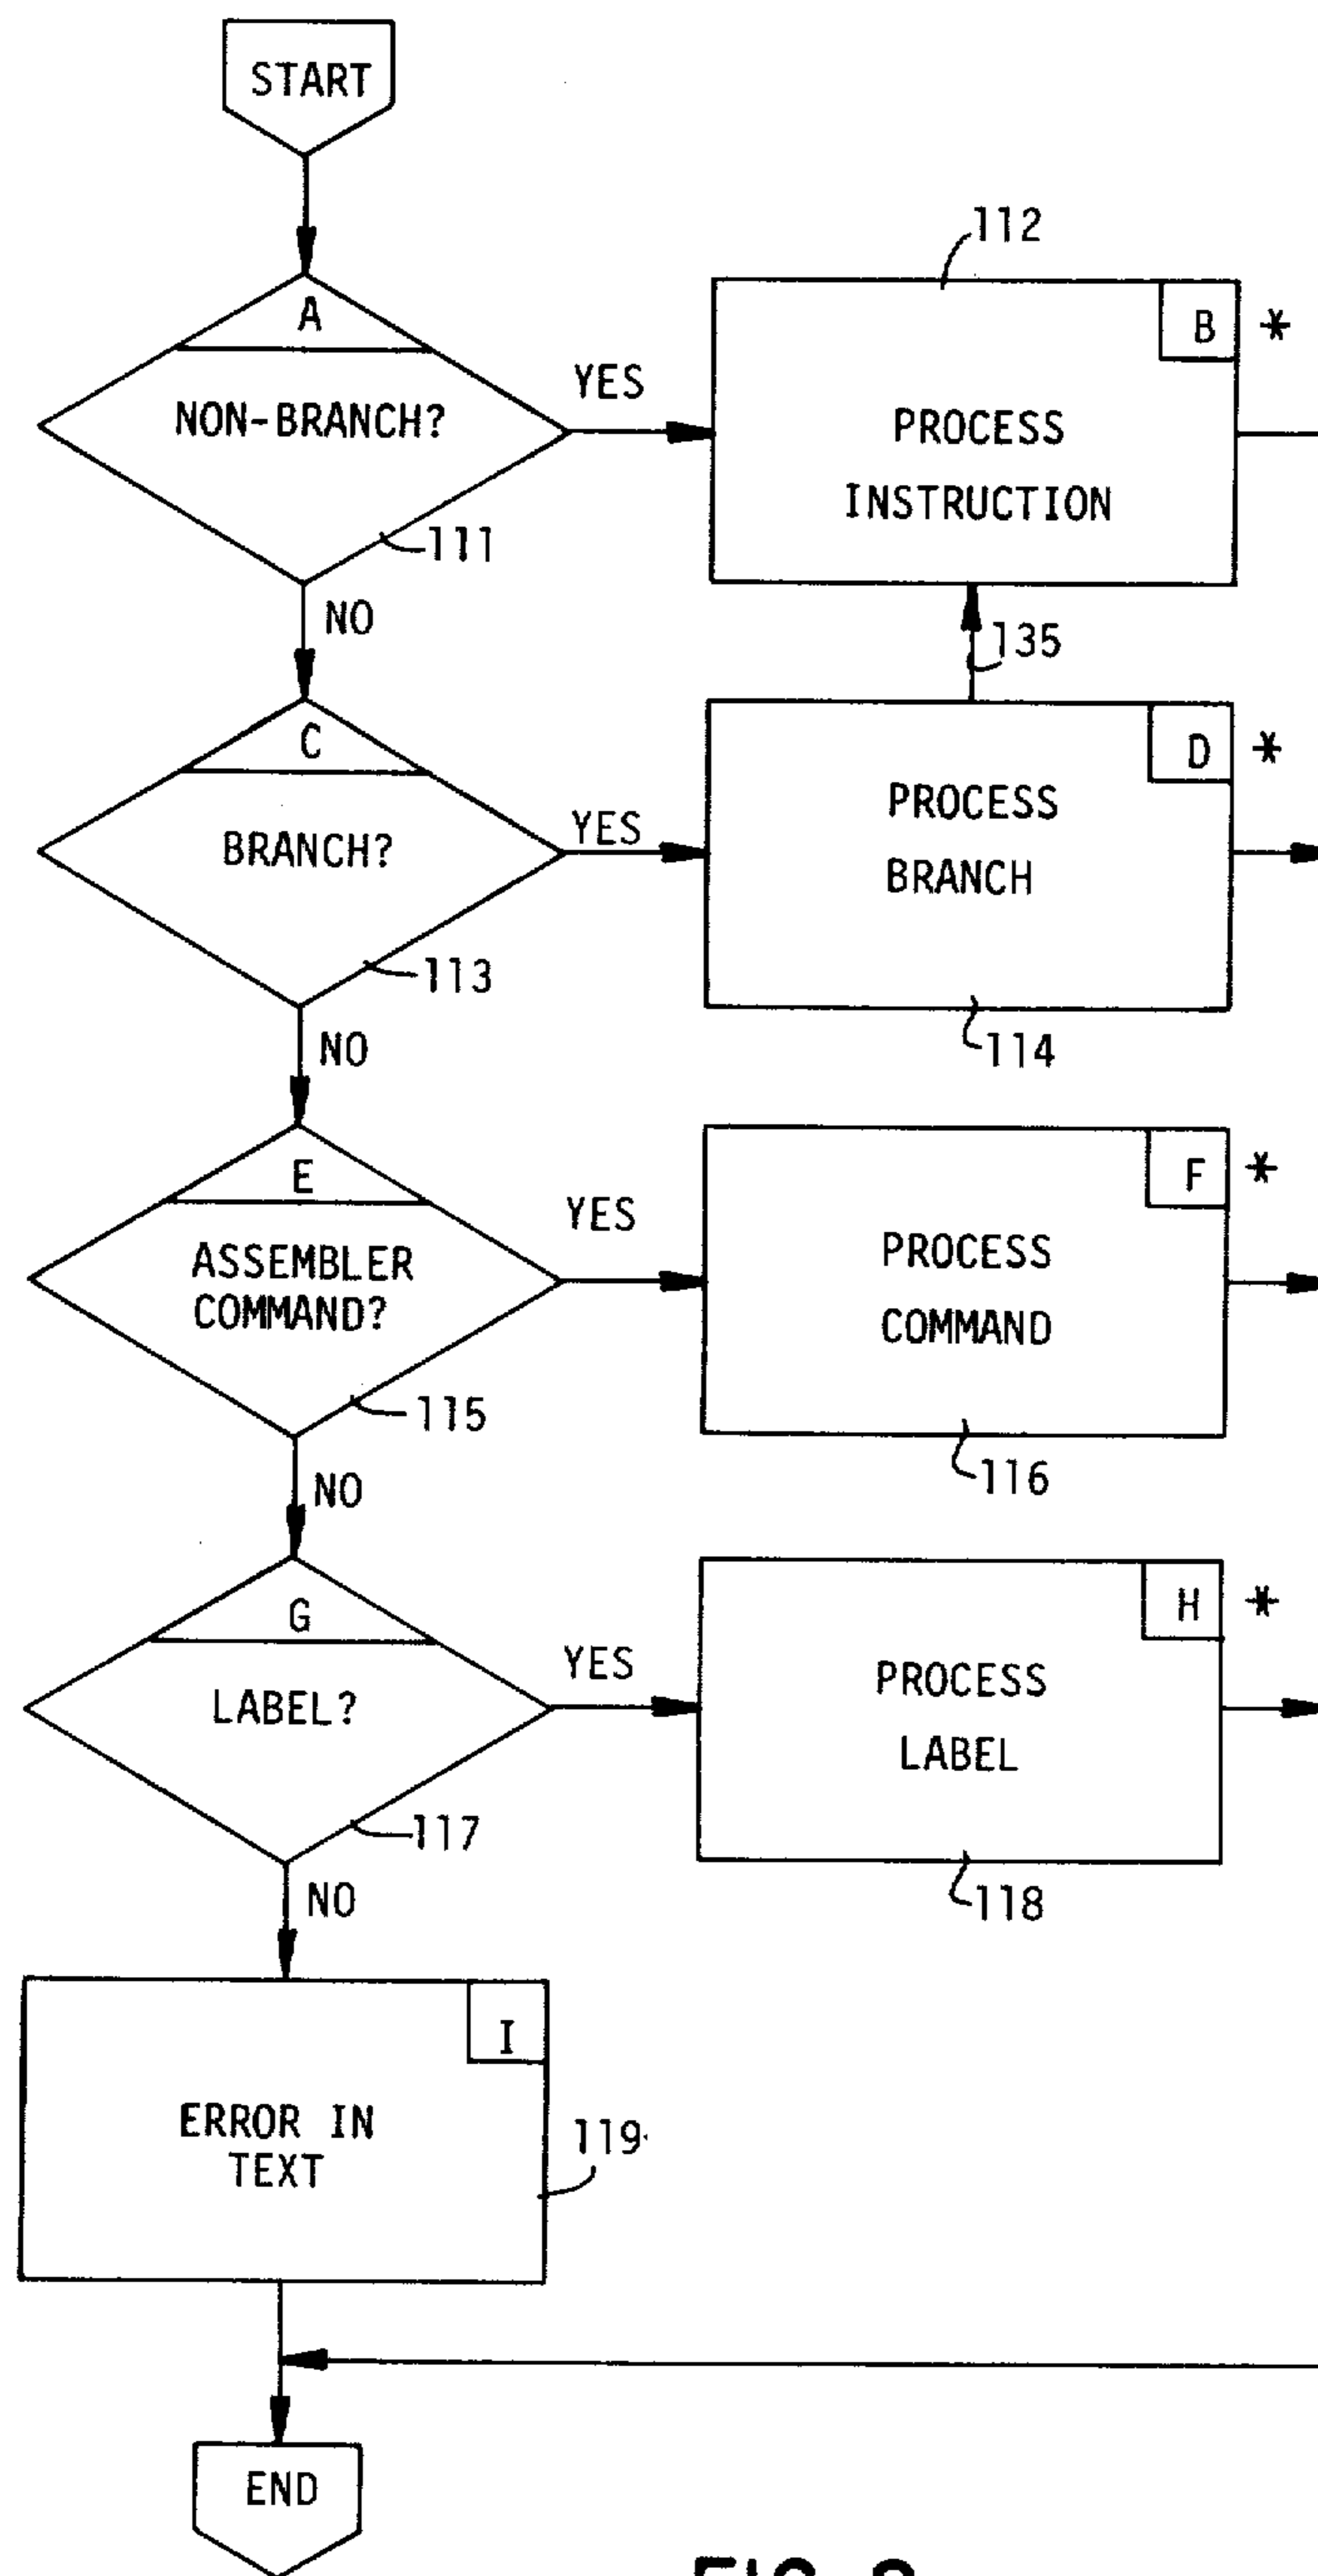 START
112
A
B *
YES
NON-BRANCH?
PROCESS
INSTRUCTION
111
NO
135
C
D *
PROCESS
YES
BRANCH?
BRANCH
113
NO
114
E
F *
YES
ASSEMBLER
COMMAND?
PROCESS
COMMAND
115
116
NO
G
H *
YES
LABEL?
PROCESS
LABEL
117
118
NO
I
ERROR IN
TEXT
119
END